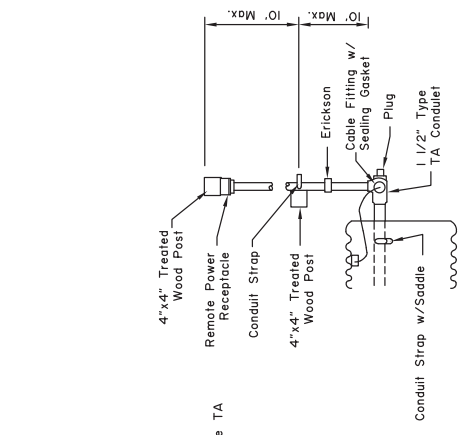 10' Max.
10' Max.
4"x4" Treated
Wood Post
Remote Power
Receptacle
Conduit Strap
4"x4" Treated
Wood Post
Conduit Strap w/Saddle
Erickson
Cable Fitting w/
Sealing Gasket
Plug
1 1/2" Type
TA Condulet
e TA